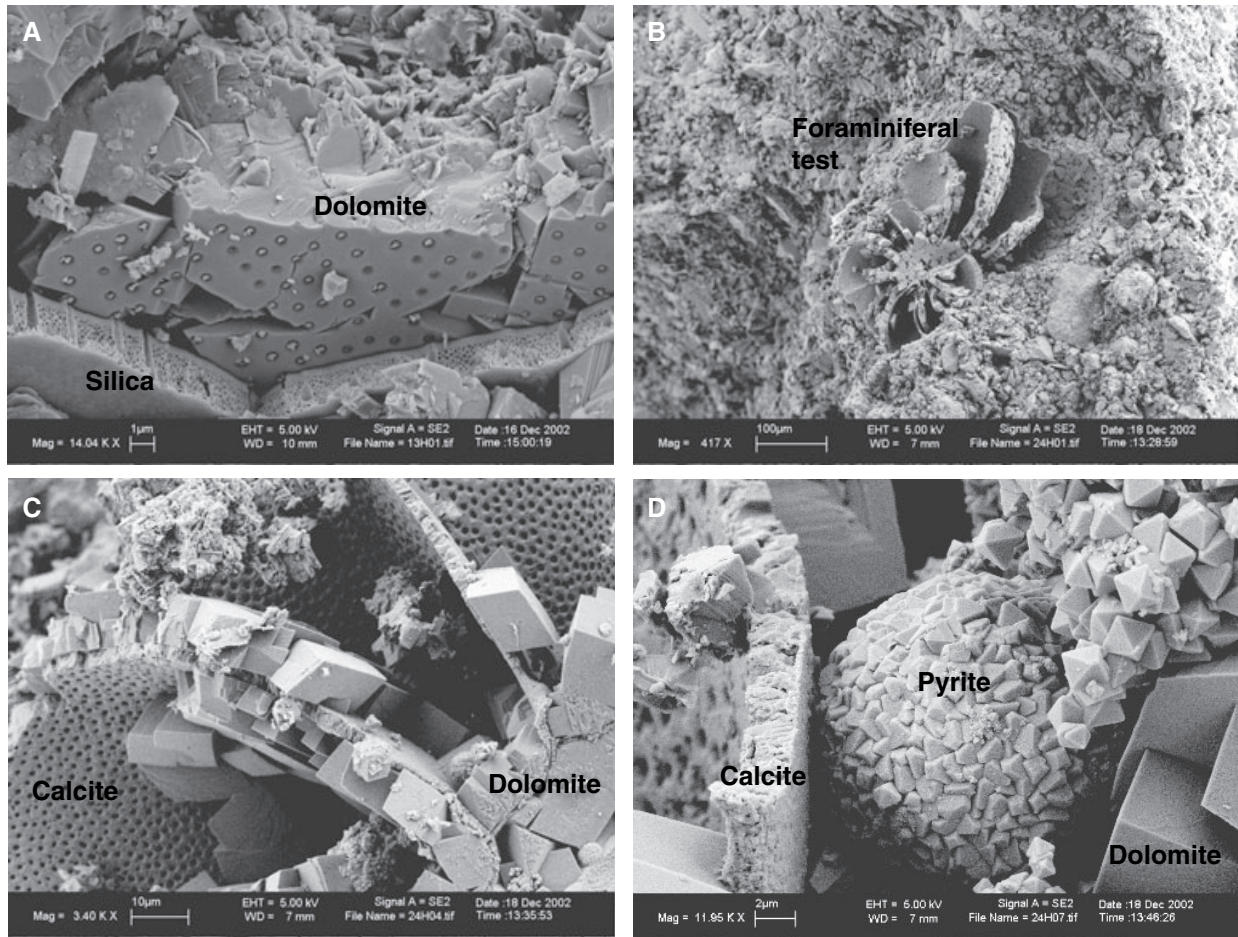 A
Dolomite
Silica
Mag = 14.04 K X
1µm
EHT = 5.00 kV
WD = 10 mm
Signal A = SE2
File Name = 13H01.tif
Date :16 Dec 2002
Time :15:00:19
B
Foraminiferal
test
Mag = 417 X
100µm
EHT = 5.00 kV
WD = 7 mm
Signal A = SE2
File Name = 24H01.tif
Date :18 Dec 2002
Time :13:28:59
C
Calcite
Dolomite
Mag = 3.40 K X
10µm
EHT = 5.00 kV
WD = 7 mm
Signal A = SE2
File Name = 24H04.tif
Date :18 Dec 2002
Time :13:35:53
D
Pyrite
Calcite
Dolomite
Mag = 11.95 K X
2µm
EHT = 5.00 kV
WD = 7 mm
Signal A = SE2
File Name = 24H07.tif
Date :18 Dec 2002
Time :13:46:26